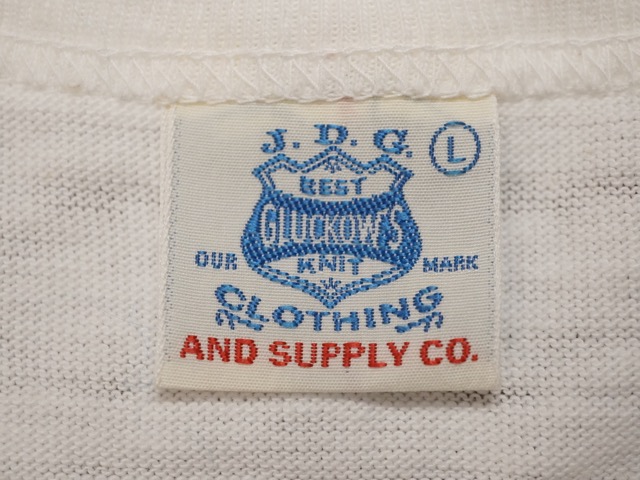 J.D.G. L
BEST
GLUCKOW'S
OUR KNIT MARK
CLOTHING
AND SUPPLY CO.